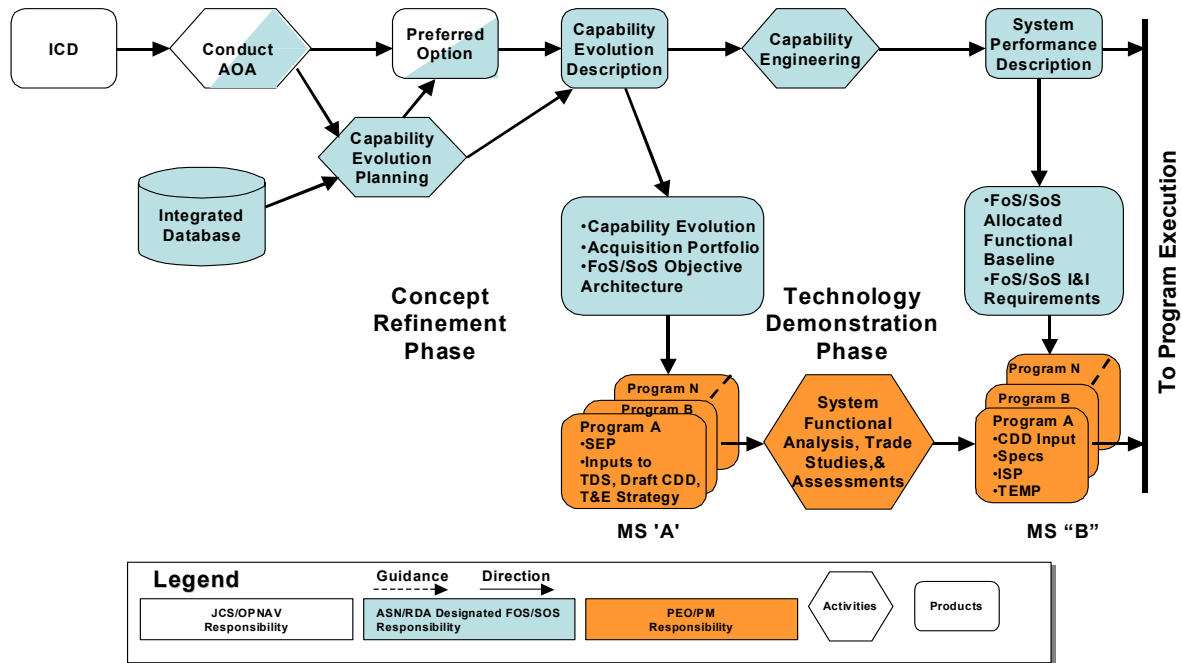 ICD
Conduct
AOA
Preferred
Option
Capability
Evolution
Description
Capability
Engineering
System
Performance
Description
Capability
Evolution
Planning
Integrated
Database
•Capability Evolution
•Acquisition Portfolio
•FoS/SoS Objective
Architecture
•FoS/SoS
Allocated
Functional
Baseline
•FoS/SoS I&I
Requirements
To Program Execution
Concept
Refinement
Phase
Technology
Demonstration
Phase
Program N
Program B
Program A
•SEP
•Inputs to
TDS, Draft CDD,
T&E Strategy
System
Functional
Analysis, Trade
Studies,&
Assessments
Program N
Program B
Program A
•CDD Input
•Specs
•ISP
•TEMP
MS 'A'
MS “B”
Legend
Guidance
Direction
JCS/OPNAV
Responsibility
ASN/RDA Designated FOS/SOS
Responsibility
PEO/PM
Responsibility
Activities
Products